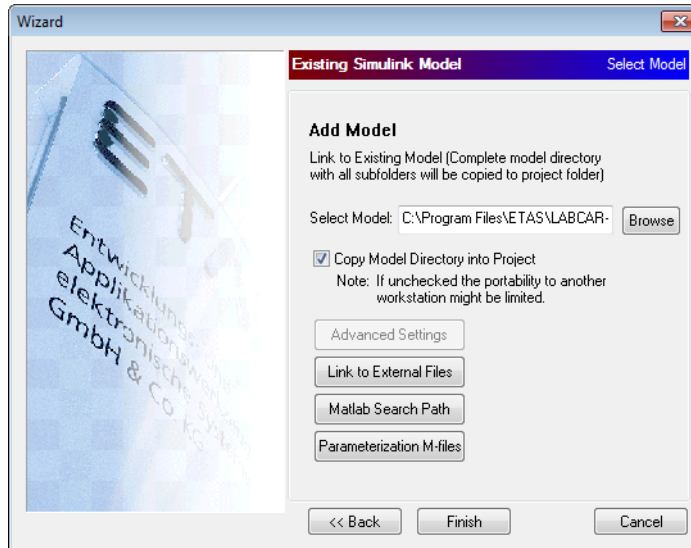 Wizard
Existing Simulink Model Select Model
ETA
Entwicklungs-
Applikationswerkzeuge
elektronische Systeme
GmbH & Co. KG
Add Model
Link to Existing Model (Complete model directory
with all subfolders will be copied to project folder)
Select Model: C:\Program Files\ETAS\LABCAR- Browse
Copy Model Directory into Project
Note: If unchecked the portability to another
workstation might be limited.
Advanced Settings
Link to External Files
Matlab Search Path
Parameterization M-files
<< Back Finish Cancel